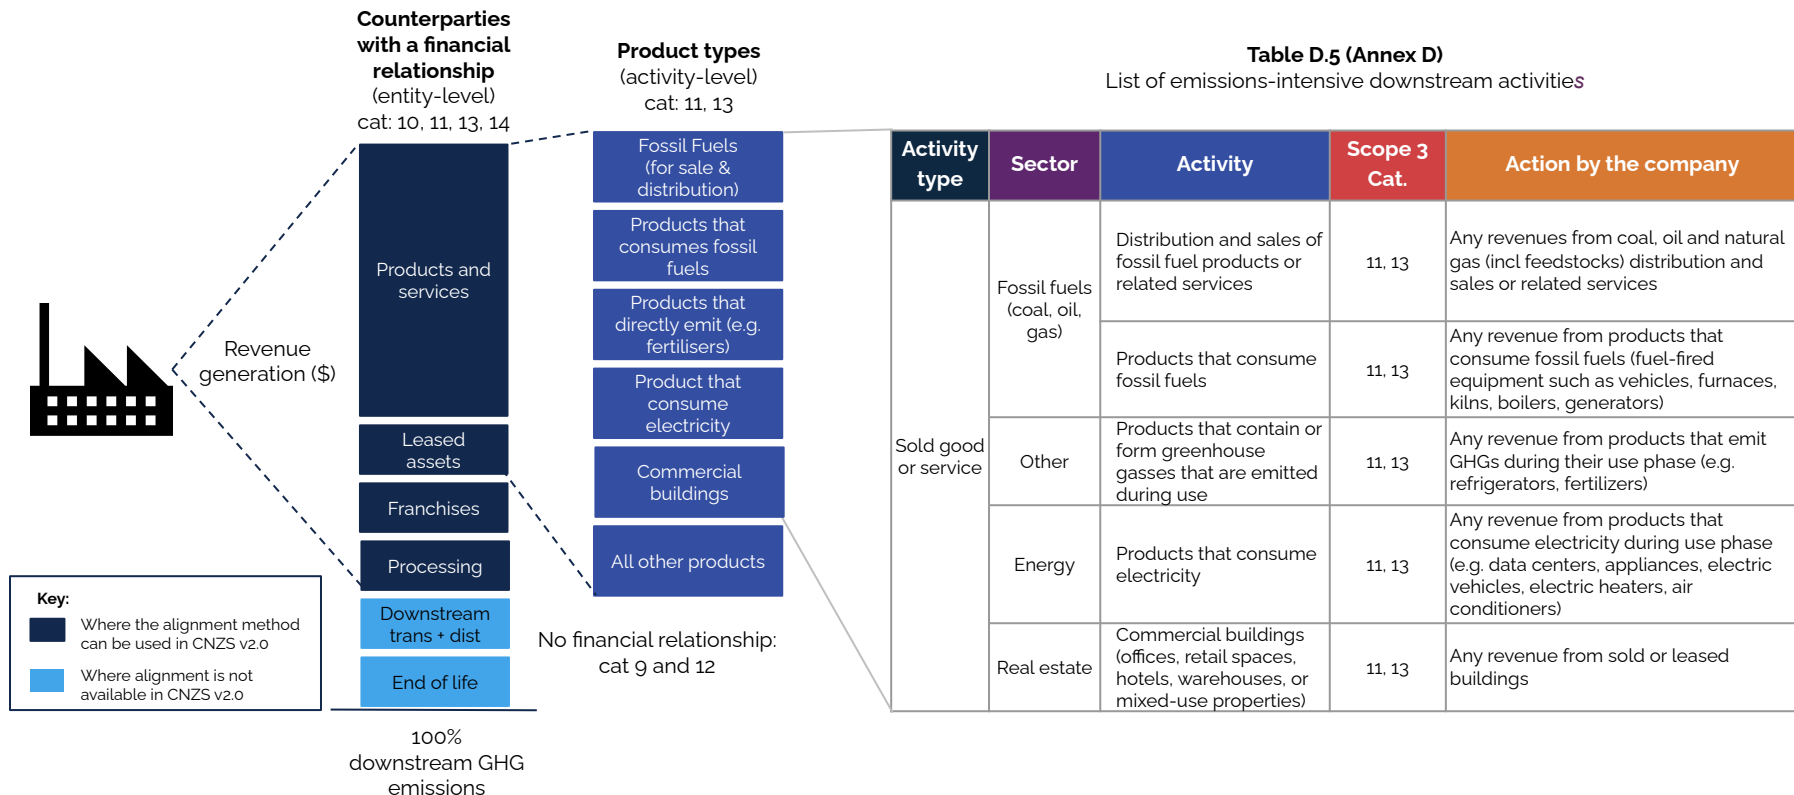 Counterparties
with a financial
relationship
(entity-level)
cat: 10, 11, 13, 14
Product types
(activity-level)
cat: 11, 13
Table D.5 (Annex D)
List of emissions-intensive downstream activities
Revenue
generation ($)
Products and
services
Leased
assets
Franchises
Processing
Downstream
trans + dist
End of life
100%
downstream GHG
emissions
Fossil Fuels
(for sale &
distribution)
Products that
consumes fossil
fuels
Products that
directly emit (e.g.
fertilisers)
Product that
consume
electricity
Commercial
buildings
All other products
No financial relationship:
cat 9 and 12
Key:
Where the alignment method
can be used in CNZS v2.0
Where alignment is not
available in CNZS v2.0
Activity
type
Sector
Activity
Scope 3
Cat.
Action by the company
Sold good
or service
Fossil fuels
(coal, oil,
gas)
Distribution and sales of
fossil fuel products or
related services
11, 13
Any revenues from coal, oil and natural
gas (incl feedstocks) distribution and
sales or related services
Products that consume
fossil fuels
11, 13
Any revenue from products that
consume fossil fuels (fuel-fired
equipment such as vehicles, furnaces,
kilns, boilers, generators)
Other
Products that contain or
form greenhouse
gasses that are emitted
during use
11, 13
Any revenue from products that emit
GHGs during their use phase (e.g.
refrigerators, fertilizers)
Energy
Products that consume
electricity
11, 13
Any revenue from products that
consume electricity during use phase
(e.g. data centers, appliances, electric
vehicles, electric heaters, air
conditioners)
Real estate
Commercial buildings
(offices, retail spaces,
hotels, warehouses, or
mixed-use properties)
11, 13
Any revenue from sold or leased
buildings